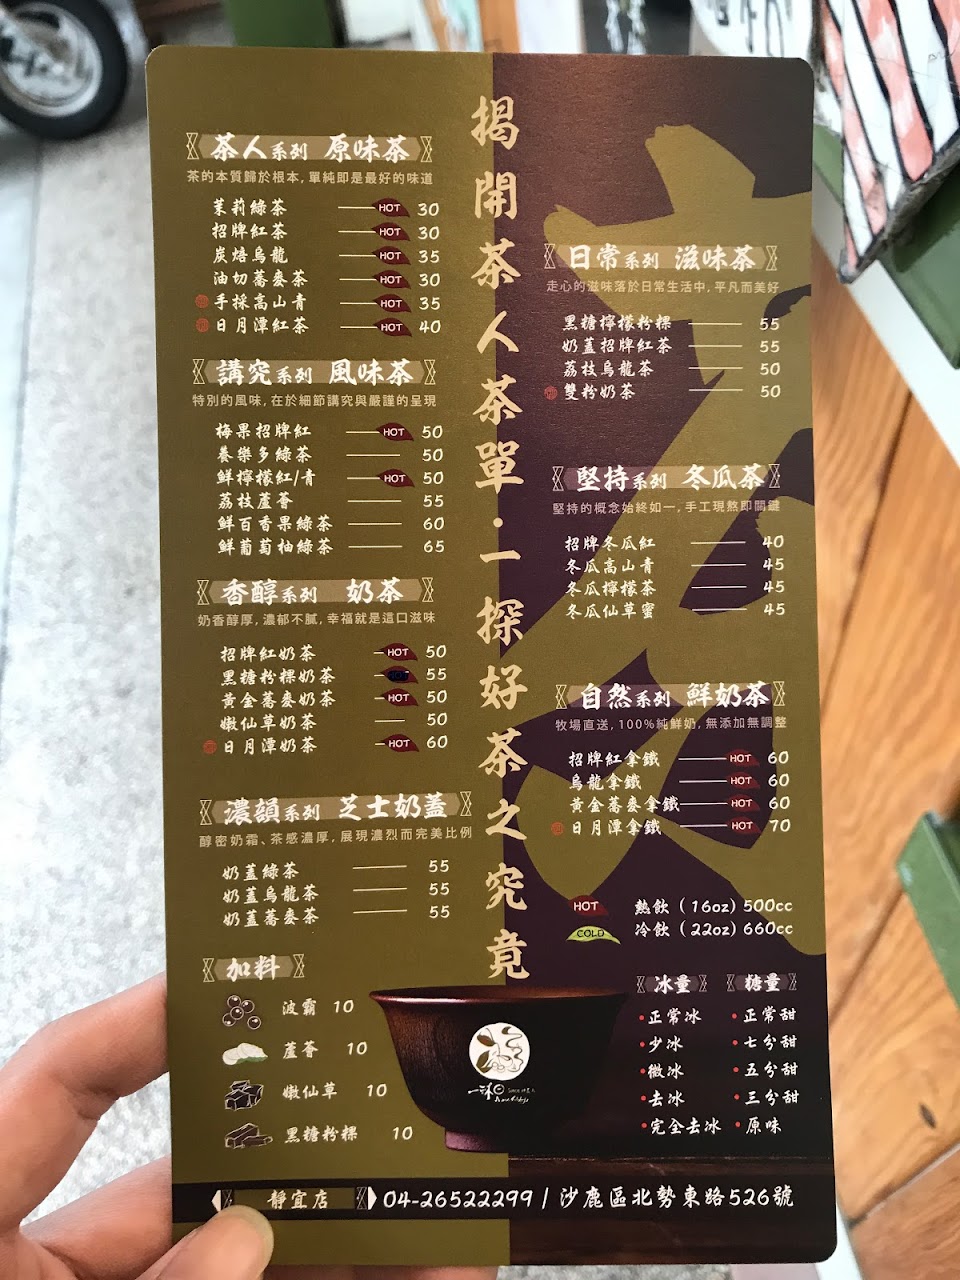 揭開茶人茶單・一探好茶之究竟
茶人系列 原味茶
茶的本質歸於根本,單純即是最好的味道
茉莉綠茶 HOT 30
招牌紅茶 HOT 30
炭焙烏龍 HOT 35
油切蕎麥茶 HOT 30
手採高山青 HOT 35
日月潭紅茶 HOT 40
講究系列 風味茶
特別的風味,在於細節講究與嚴謹的呈現
梅果招牌紅 HOT 50
養樂多綠茶 50
鮮檸檬紅/青 HOT 50
荔枝蘆薈 55
鮮百香果綠茶 60
鮮葡萄柚綠茶 65
香醇系列 奶茶
奶香醇厚,濃郁不膩,幸福就是這口滋味
招牌紅奶茶 HOT 50
黑糖粉粿奶茶 55
黃金蕎麥奶茶 HOT 50
嫩仙草奶茶 50
日月潭奶茶 HOT 60
濃韻系列 芝士奶蓋
醇密奶霜、茶感濃厚,展現濃烈而完美比例
奶蓋綠茶 55
奶蓋烏龍茶 55
奶蓋蕎麥茶 55
加料
波霸 10
蘆薈 10
嫩仙草 10
黑糖粉粿 10
日常系列 滋味茶
走心的滋味落於日常生活中,平凡而美好
黑糖檸檬粉粿 55
奶蓋招牌紅茶 55
荔枝烏龍茶 50
雙粉奶茶 50
堅持系列 冬瓜茶
堅持的概念始終如一,手工現熬即關鍵
招牌冬瓜紅 40
冬瓜高山青 45
冬瓜檸檬茶 45
冬瓜仙草蜜 45
自然系列 鮮奶茶
牧場直送,100%純鮮奶,無添加無調整
招牌紅拿鐵 HOT 60
烏龍拿鐵 HOT 60
黃金蕎麥拿鐵 HOT 60
日月潭拿鐵 HOT 70
HOT 熱飲 (16oz) 500cc
COLD 冷飲 (22oz) 660cc
冰量
正常冰
少冰
微冰
去冰
完全去冰
糖量
正常甜
七分甜
五分甜
三分甜
原味
一沐日
靜宜店 04-26522299 / 沙鹿區北勢東路526號